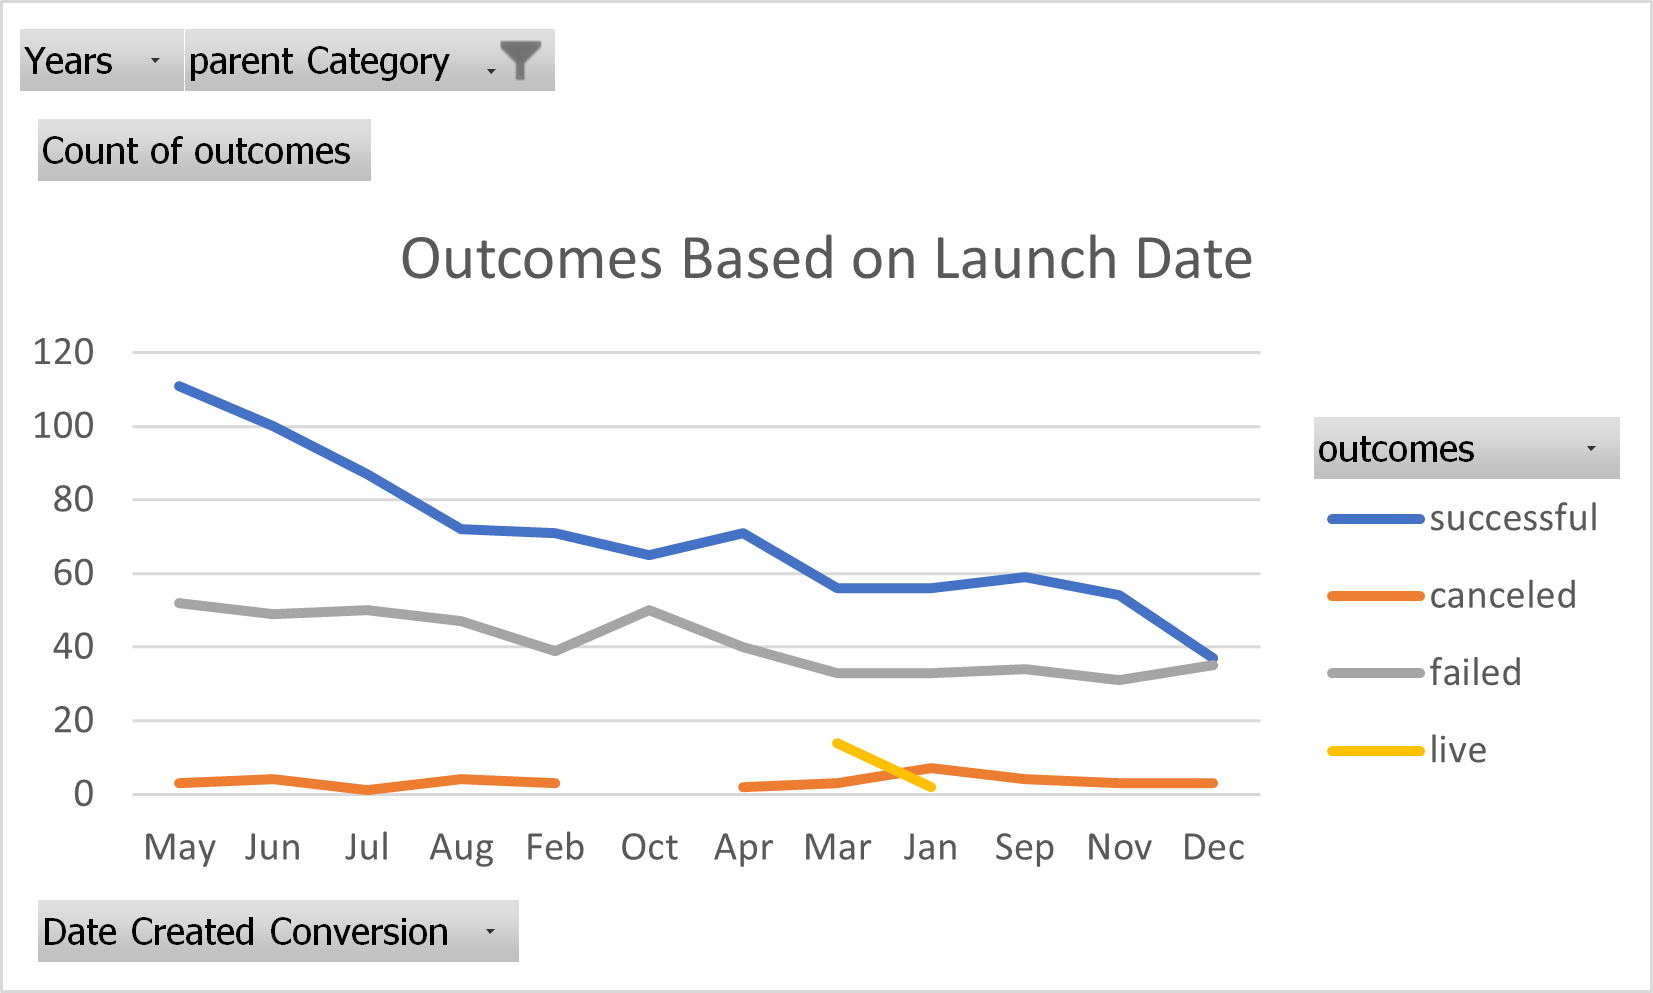 Years parent Category
Count of outcomes
Outcomes Based on Launch Date
120
100
80
60
40
20
0
May Jun Jul Aug Feb Oct Apr Mar Jan Sep Nov Dec
outcomes
successful
canceled
failed
live
Date Created Conversion